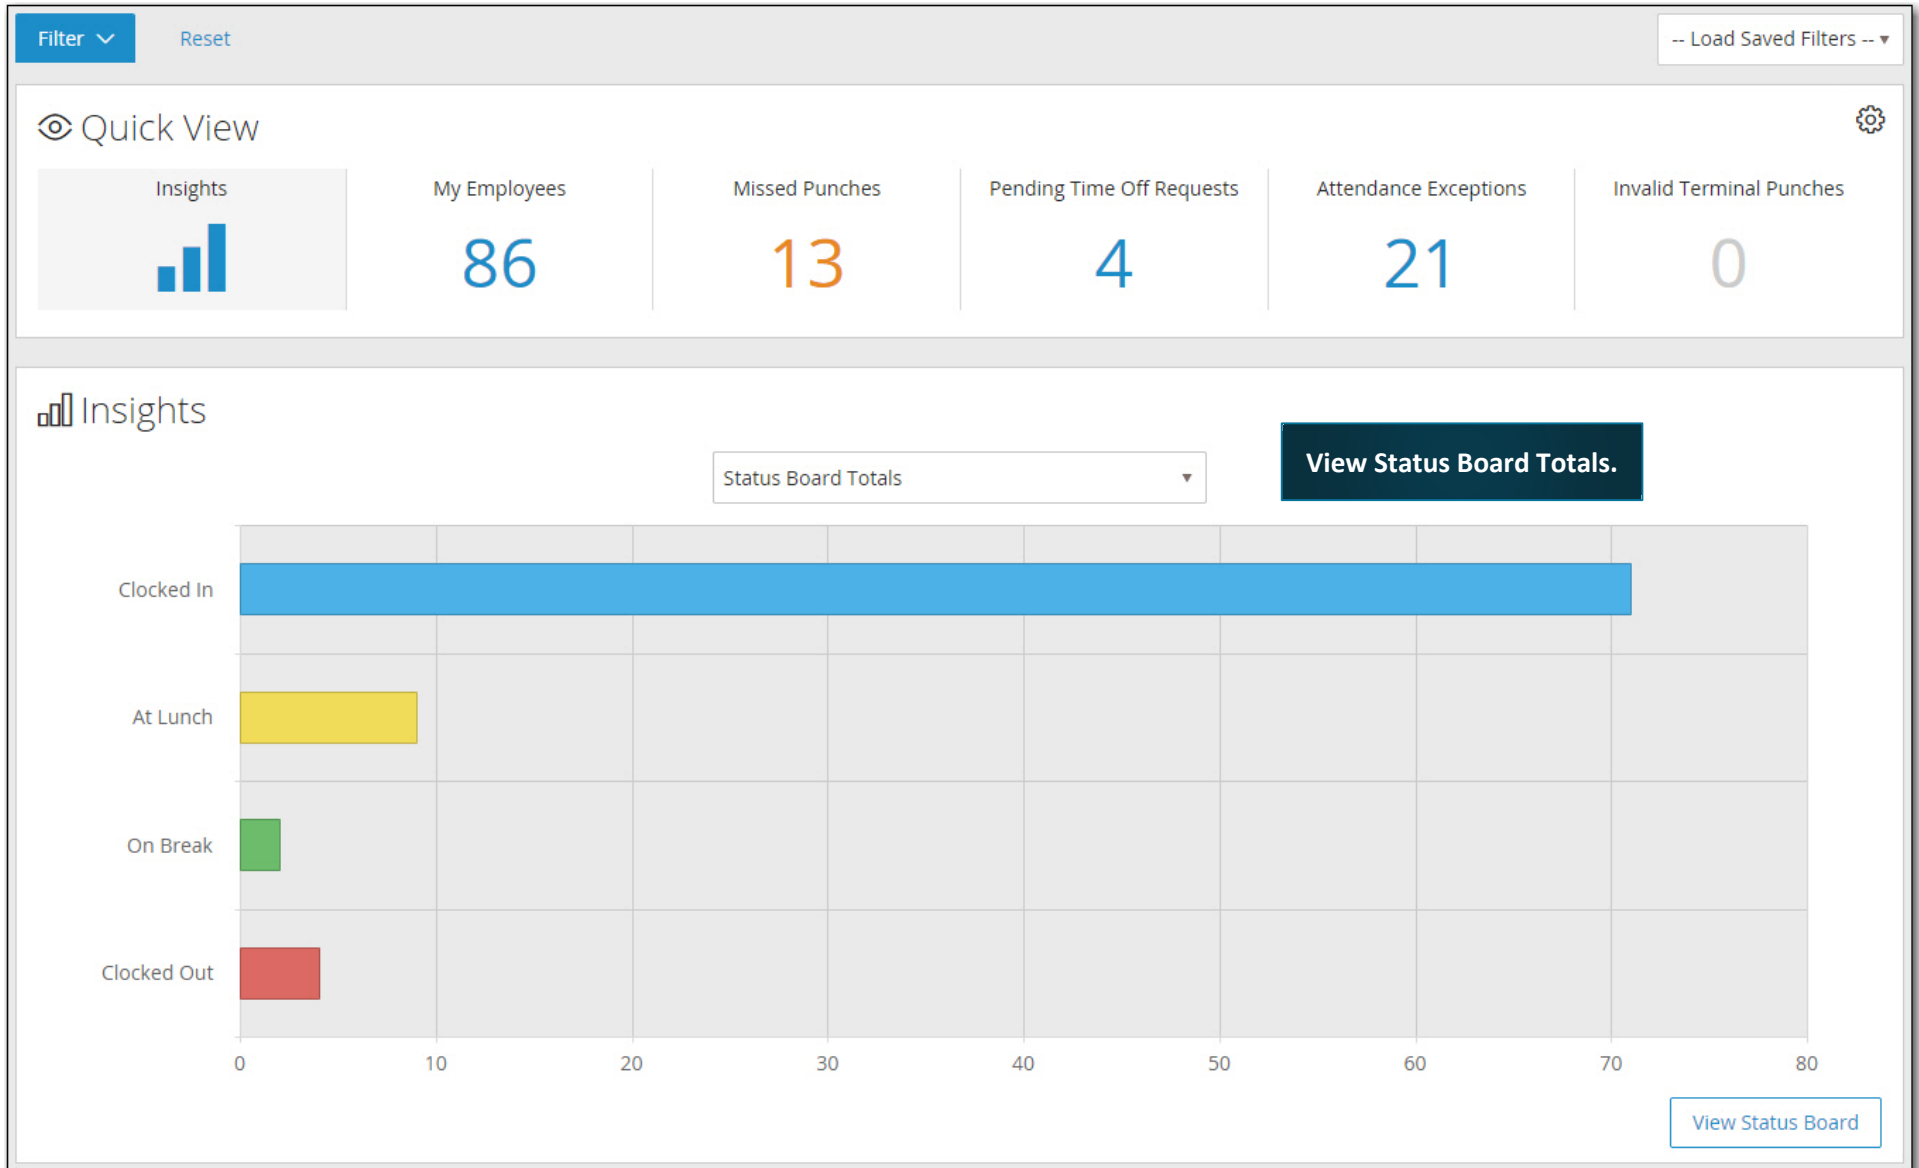 Filter
Reset
-- Load Saved Filters --
Quick View
Insights
My Employees
Missed Punches
Pending Time Off Requests
Attendance Exceptions
Invalid Terminal Punches
86
13
4
21
0
Insights
Status Board Totals
View Status Board Totals.
Clocked In
At Lunch
On Break
Clocked Out
0 10 20 30 40 50 60 70 80
View Status Board